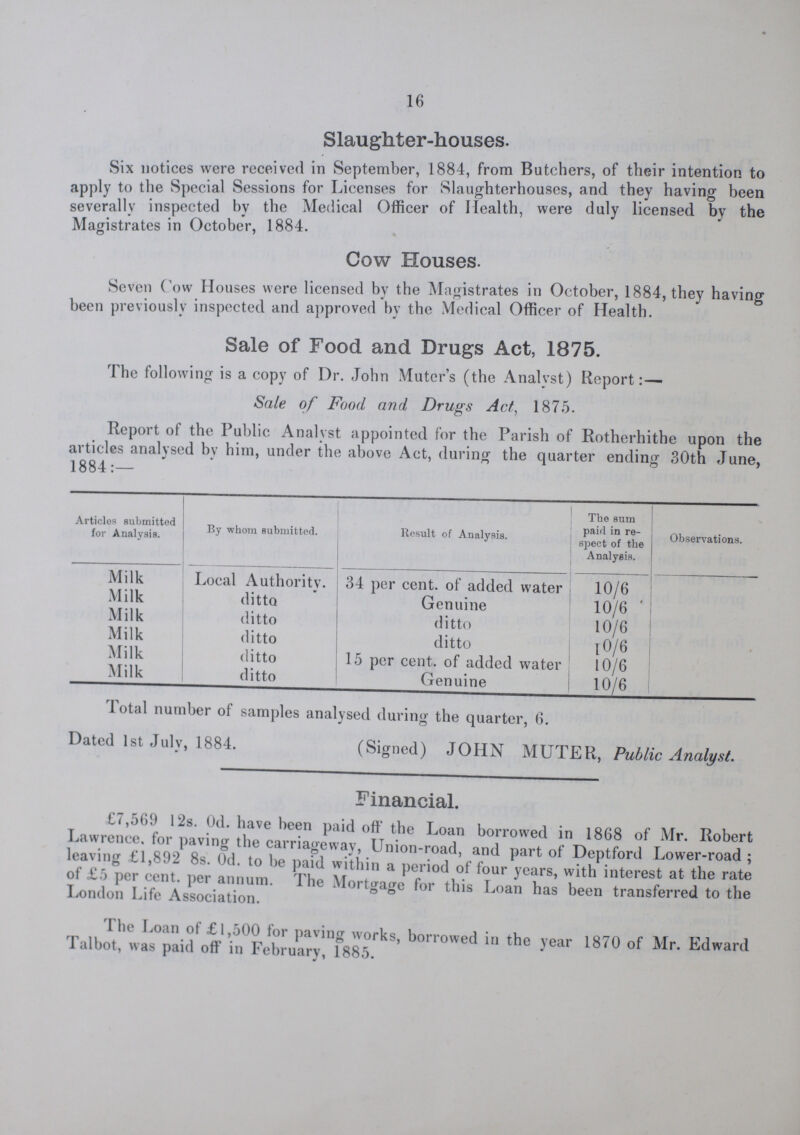 16
Slaughter-houses.
Six notices were received in September, 1884, from Butchers, of their intention to
apply to the Special Sessions for Licenses for Slaughterhouses, and they having been
severally inspected by the Medical Officer of Health, were duly licensed by the
Magistrates in October, 1884.
Cow Houses.
Seven Cow Houses were licensed by the Magistrates in October, 1884, they having
been previously inspected and approved by the Medical Officer of Health.
Sale of Food and Drugs Act, 1875.
The following is a copy of Dr. John Muter's (the Analyst) Report:—
Sale of Food and Drugs Act, 1875.
Report of the Public Analyst appointed for the Parish of Rotherhithe upon the
articles analysed by him, under the above Act, during the quarter ending 30th June,
1884:—
Articles submitted for Analysis. By whom submitted. Result of Analysis. The sum paid in re- spect of the Analysis. Observations.
Milk Local Authority. 34 per cent. of added water 10/6
Milk ditto Genuine 10/6
Milk ditto ditto 10/6
Milk ditto ditto 10/6
Milk ditto 15 per cent. of added water 10/6
Milk ditto Genuine 10/6
Total number of samples analysed during the quarter, 6.
Dated 1st July, 1884. (Signed) JOHN MUTER, Public Analyst.
Financial.
£7,569 12s. 0d. have been paid off the Loan borrowed in 1868 of Mr. Robert
Lawrence, for paving the carriageway, Union-road, and part of Deptford Lower-road;
leaving £1,892 8s. 0d. to be paid within a period of four years, with interest at the rate
of £5 per cent. per annum. The Mortgage for this Loan has been transferred to the
London Life Association.
The Loan of £1,500 for paving works, borrowed in the year 1870 of Mr. Edward
Talbot, was paid off in February, 1885.